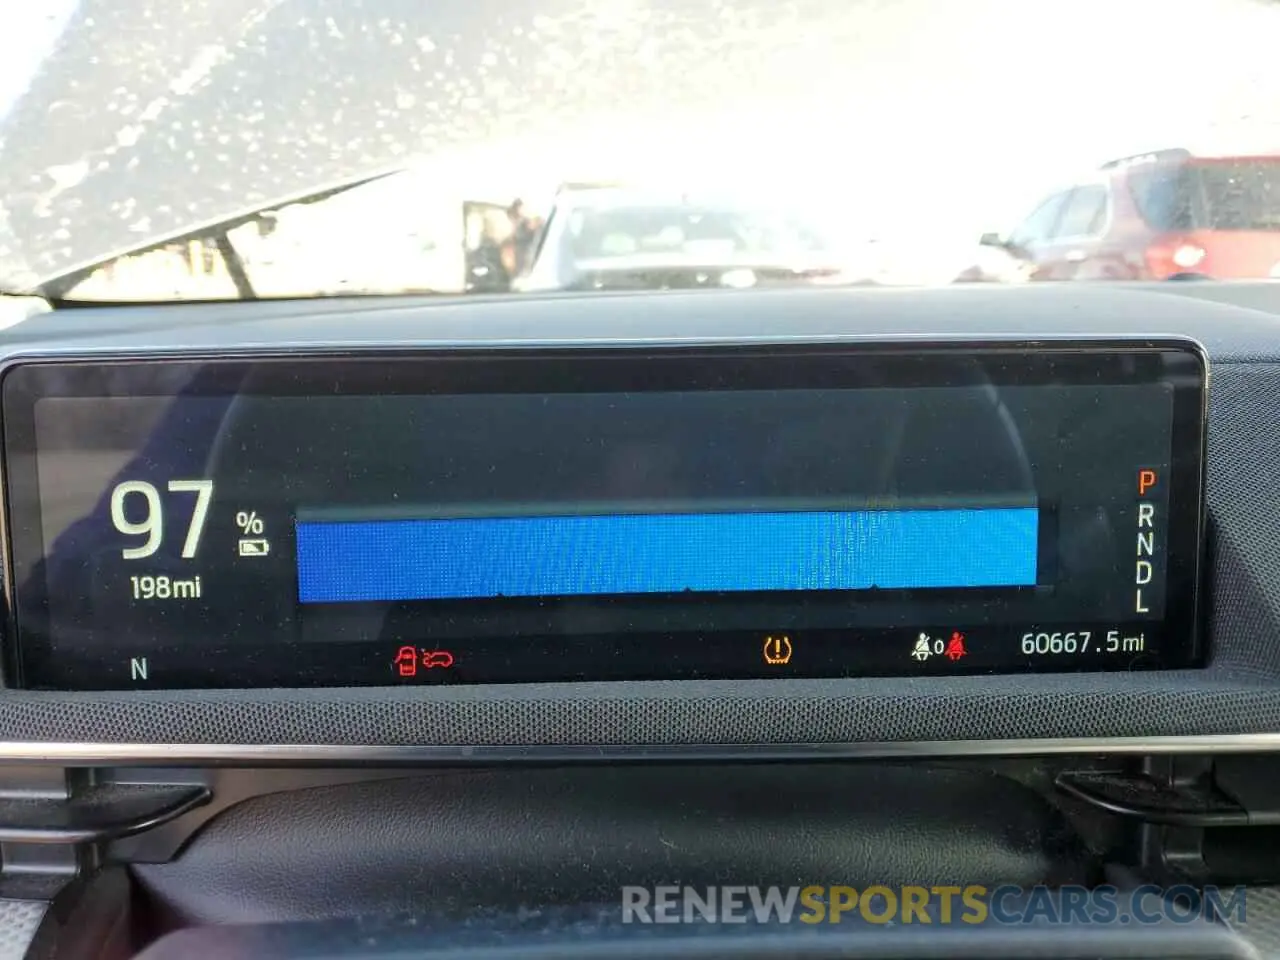 97 %
198mi
P
R
N
D
L
N
0
60667.5mi
RENEWSPORTSCARS.COM